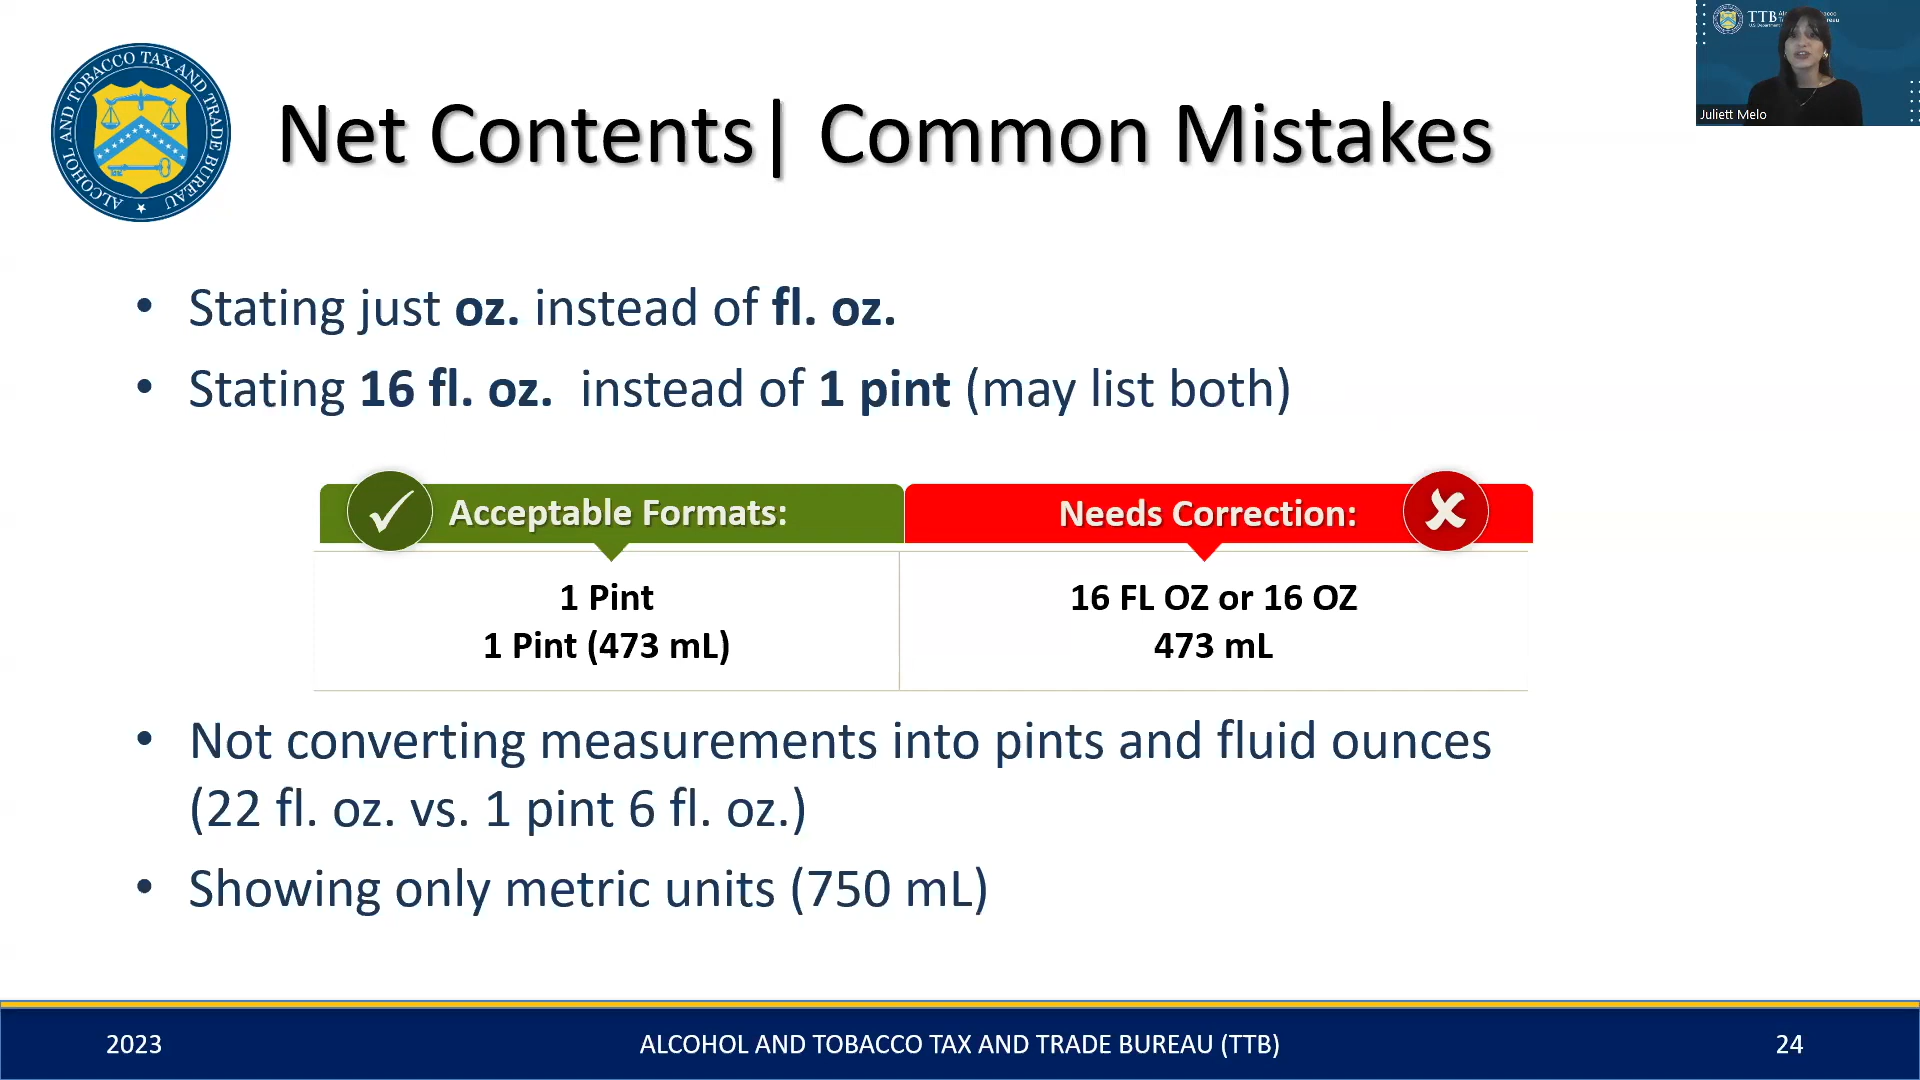 ALCOHOL AND TOBACCO TAX AND TRADE BUREAU
Net Contents| Common Mistakes
TTB
Juliett Melo
• Stating just oz. instead of fl. oz.
• Stating 16 fl. oz. instead of 1 pint (may list both)
Acceptable Formats:
Needs Correction:
1 Pint
16 FL OZ or 16 OZ
1 Pint (473 mL)
473 mL
• Not converting measurements into pints and fluid ounces
(22 fl. oz. vs. 1 pint 6 fl. oz.)
• Showing only metric units (750 mL)
2023
ALCOHOL AND TOBACCO TAX AND TRADE BUREAU (TTB)
24